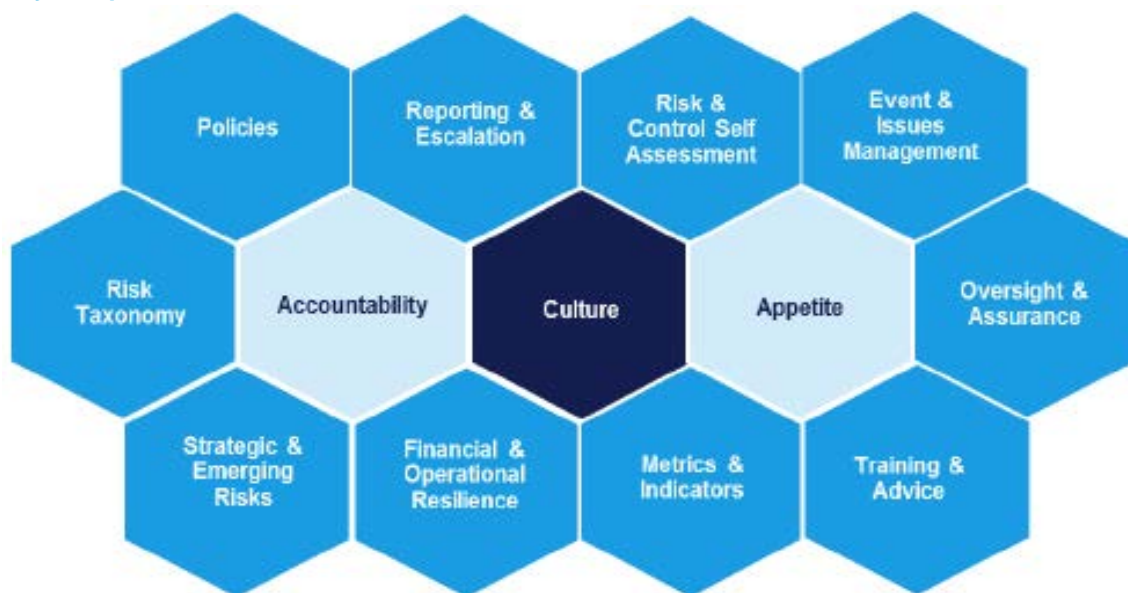 Policies
Reporting &
Escalation
Risk &
Control Self
Assessment
Event &
Issues
Management
Risk
Taxonomy
Accountability
Culture
Appetite
Oversight &
Assurance
Strategic &
Emerging
Risks
Financial &
Operational
Resilience
Metrics &
Indicators
Training &
Advice